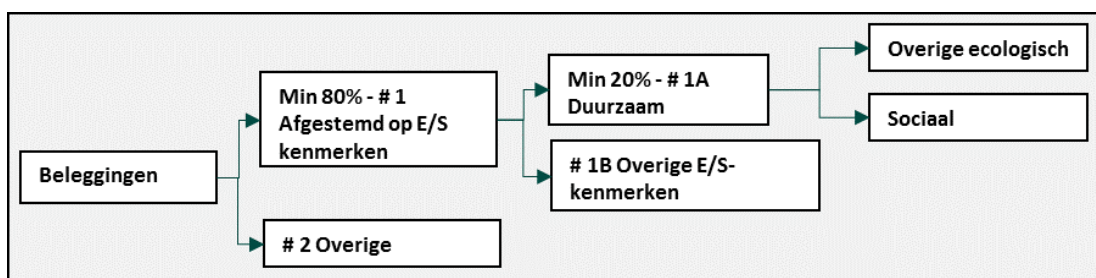 Beleggingen
Min 80% - # 1
Afgestemd op E/S
kenmerken
# 2 Overige
Min 20% - # 1A
Duurzaam
# 1B Overige E/S-
kenmerken
Overige ecologisch
Sociaal